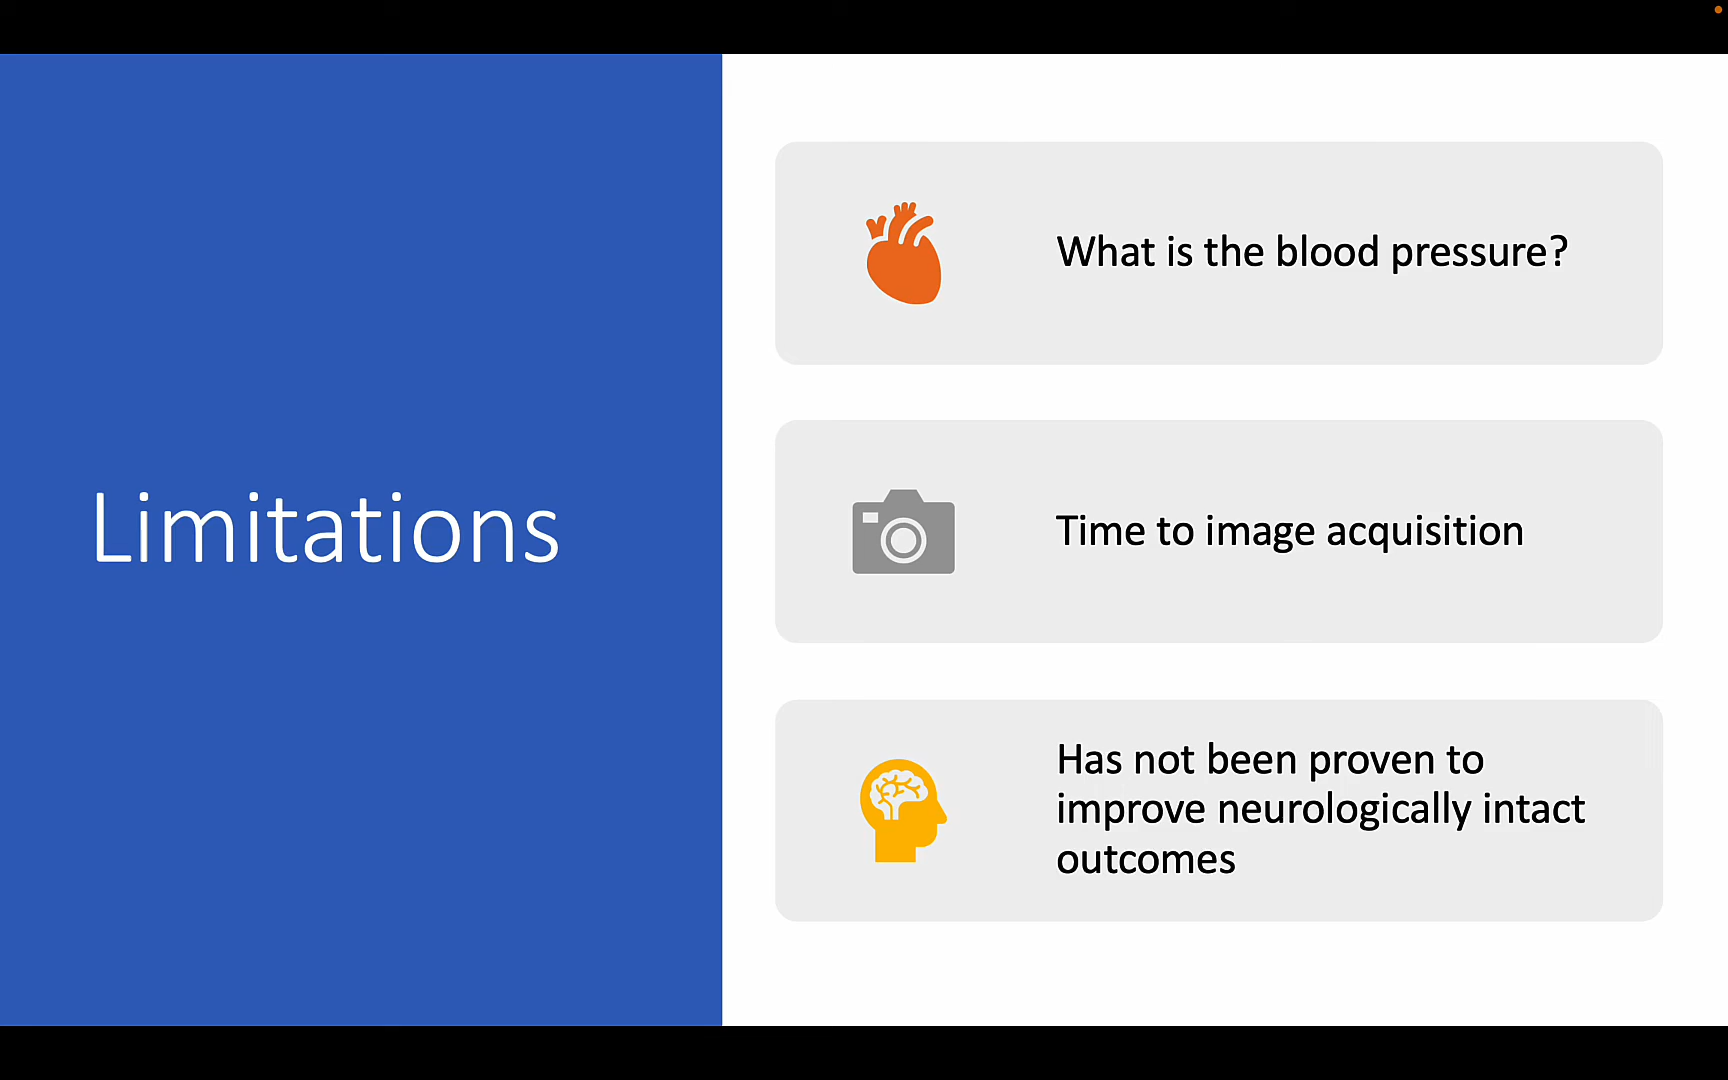 Limitations
What is the blood pressure?
Time to image acquisition
Has not been proven to
improve neurologically intact
outcomes